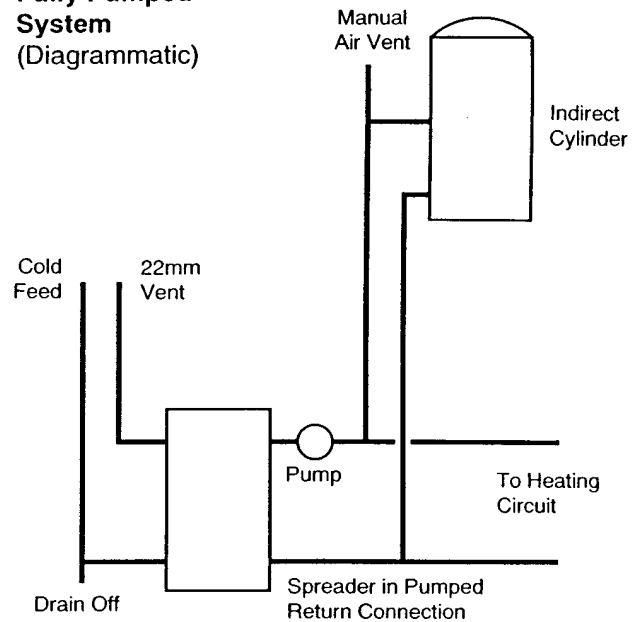 System
(Diagrammatic)
Manual
Air Vent
Indirect
Cylinder
Cold
Feed
22mm
Vent
Pump
To Heating
Circuit
Drain Off
Spreader in Pumped
Return Connection